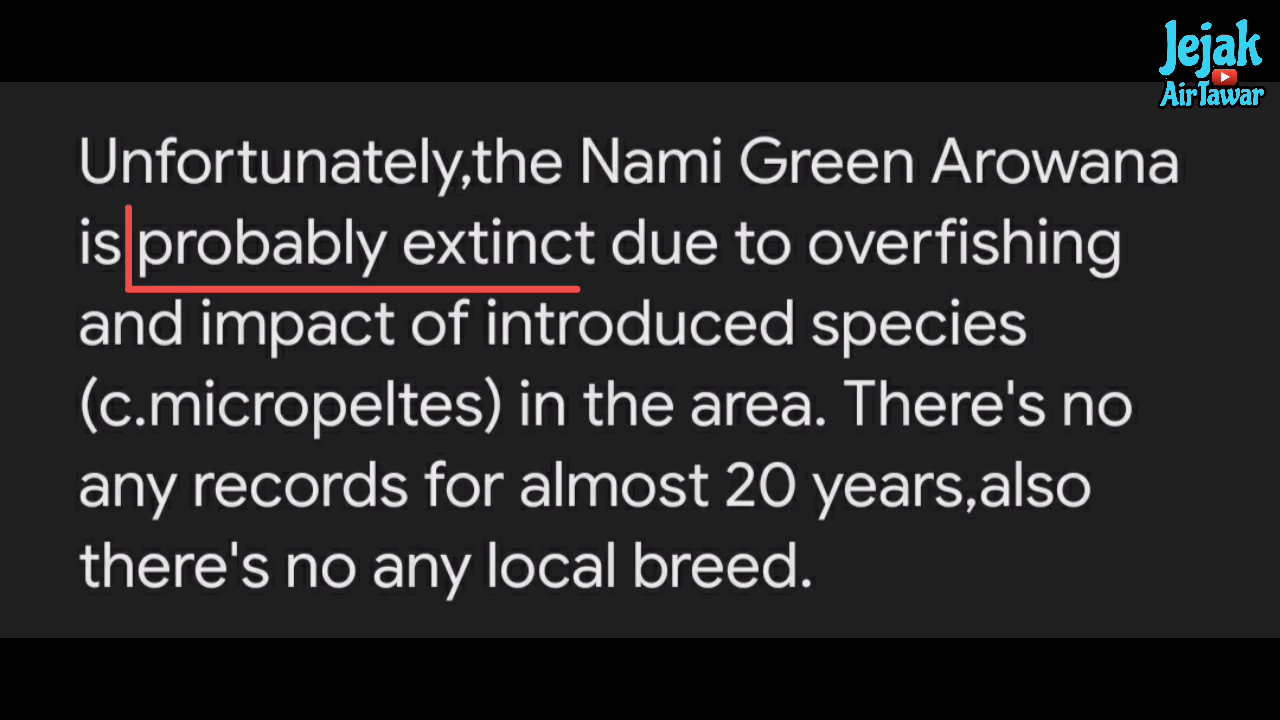 Jejak
AirTawar
Unfortunately,the Nami Green Arowana
is probably extinct due to overfishing
and impact of introduced species
(c.micropeltes) in the area. There's no
any records for almost 20 years,also
there's no any local breed.